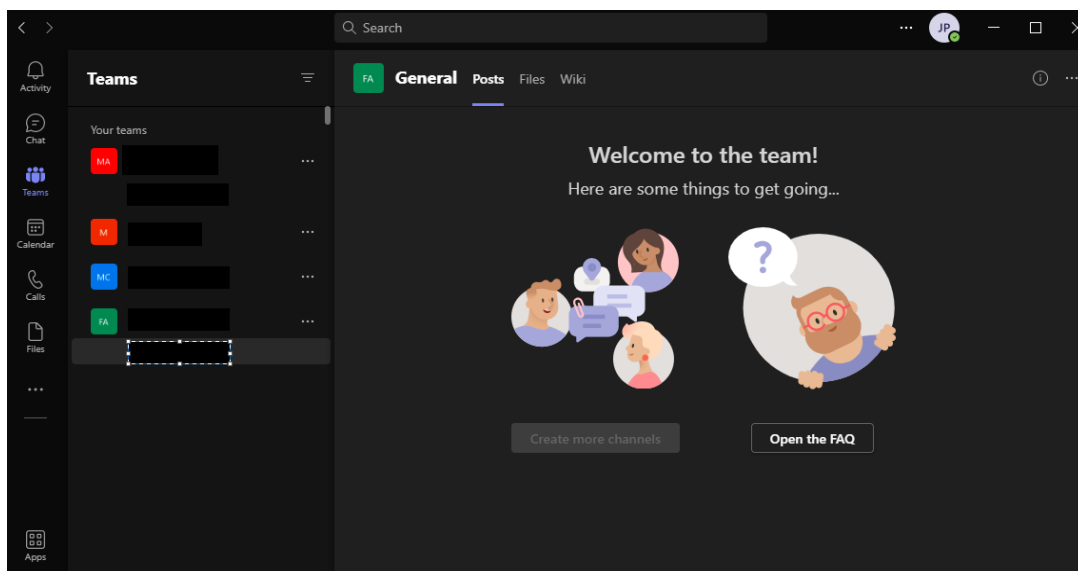 Search
JP
Activity
Chat
Teams
Calendar
Calls
Files
Apps
Teams
Your teams
MA
M
MC
FA
FA General Posts Files Wiki
Welcome to the team!
Here are some things to get going...
?
Create more channels
Open the FAQ